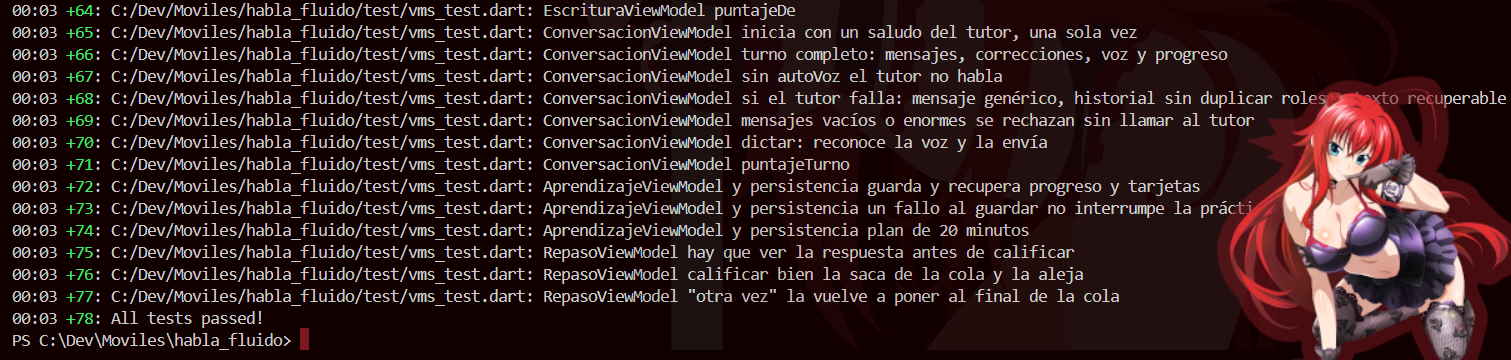 00:03 +64: C:/Dev/Moviles/habla_fluido/test/vms_test.dart: EscrituraViewModel puntajeDe
00:03 +65: C:/Dev/Moviles/habla_fluido/test/vms_test.dart: ConversacionViewModel inicia con un saludo del tutor, una sola vez
00:03 +66: C:/Dev/Moviles/habla_fluido/test/vms_test.dart: ConversacionViewModel turno completo: mensajes, correcciones, voz y progreso
00:03 +67: C:/Dev/Moviles/habla_fluido/test/vms_test.dart: ConversacionViewModel sin autoVoz el tutor no habla
00:03 +68: C:/Dev/Moviles/habla_fluido/test/vms_test.dart: ConversacionViewModel si el tutor falla: mensaje genérico, historial sin duplicar roles recuperable
00:03 +69: C:/Dev/Moviles/habla_fluido/test/vms_test.dart: ConversacionViewModel mensajes vacíos o enormes se rechazan sin llamar al tutor
00:03 +70: C:/Dev/Moviles/habla_fluido/test/vms_test.dart: ConversacionViewModel dictar: reconoce la voz y la envía
00:03 +71: C:/Dev/Moviles/habla_fluido/test/vms_test.dart: ConversacionViewModel puntajeTurno
00:03 +72: C:/Dev/Moviles/habla_fluido/test/vms_test.dart: AprendizajeViewModel y persistencia guarda y recupera progreso y tarjetas
00:03 +73: C:/Dev/Moviles/habla_fluido/test/vms_test.dart: AprendizajeViewModel y persistencia un fallo al guardar no interrumpe la prácti
00:03 +74: C:/Dev/Moviles/habla_fluido/test/vms_test.dart: AprendizajeViewModel y persistencia plan de 20 minutos
00:03 +75: C:/Dev/Moviles/habla_fluido/test/vms_test.dart: RepasoViewModel hay que ver la respuesta antes de calificar
00:03 +76: C:/Dev/Moviles/habla_fluido/test/vms_test.dart: RepasoViewModel calificar bien la saca de la cola y la aleja
00:03 +77: C:/Dev/Moviles/habla_fluido/test/vms_test.dart: RepasoViewModel "otra vez" la vuelve a poner al final de la cola
00:03 +78: All tests passed!
PS C:\Dev\Moviles\habla_fluido>